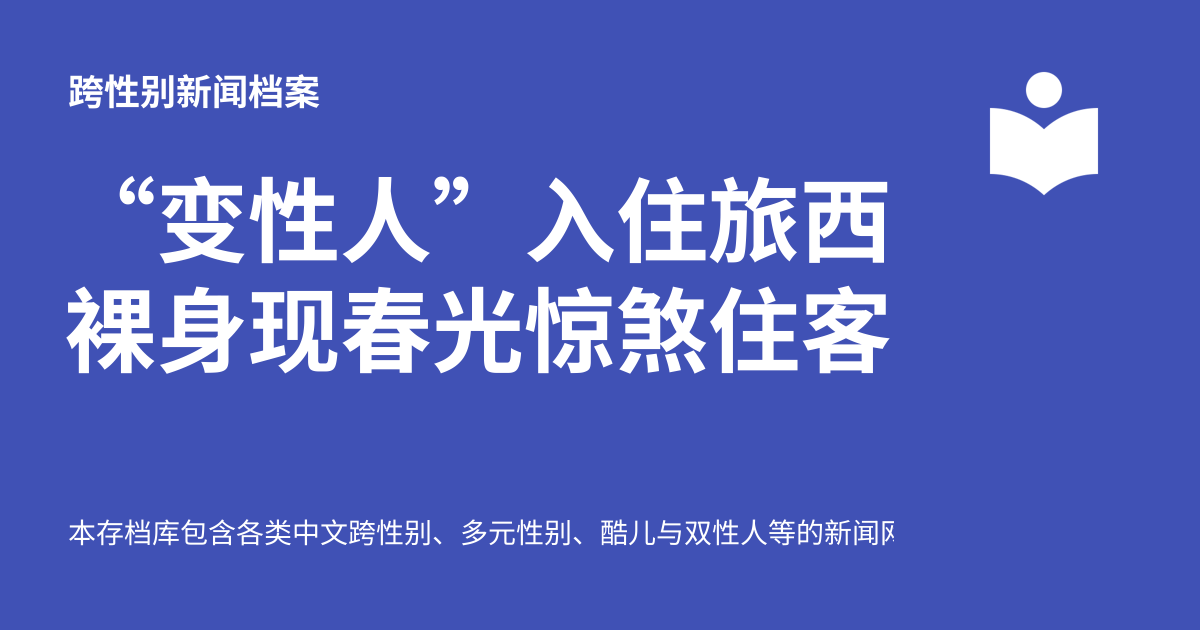 跨性别新闻档案
“变性人”入住旅西
裸身现春光惊煞住客
本存档库包含各类中文跨性别、多元性别、酷儿与双性人等的新闻网